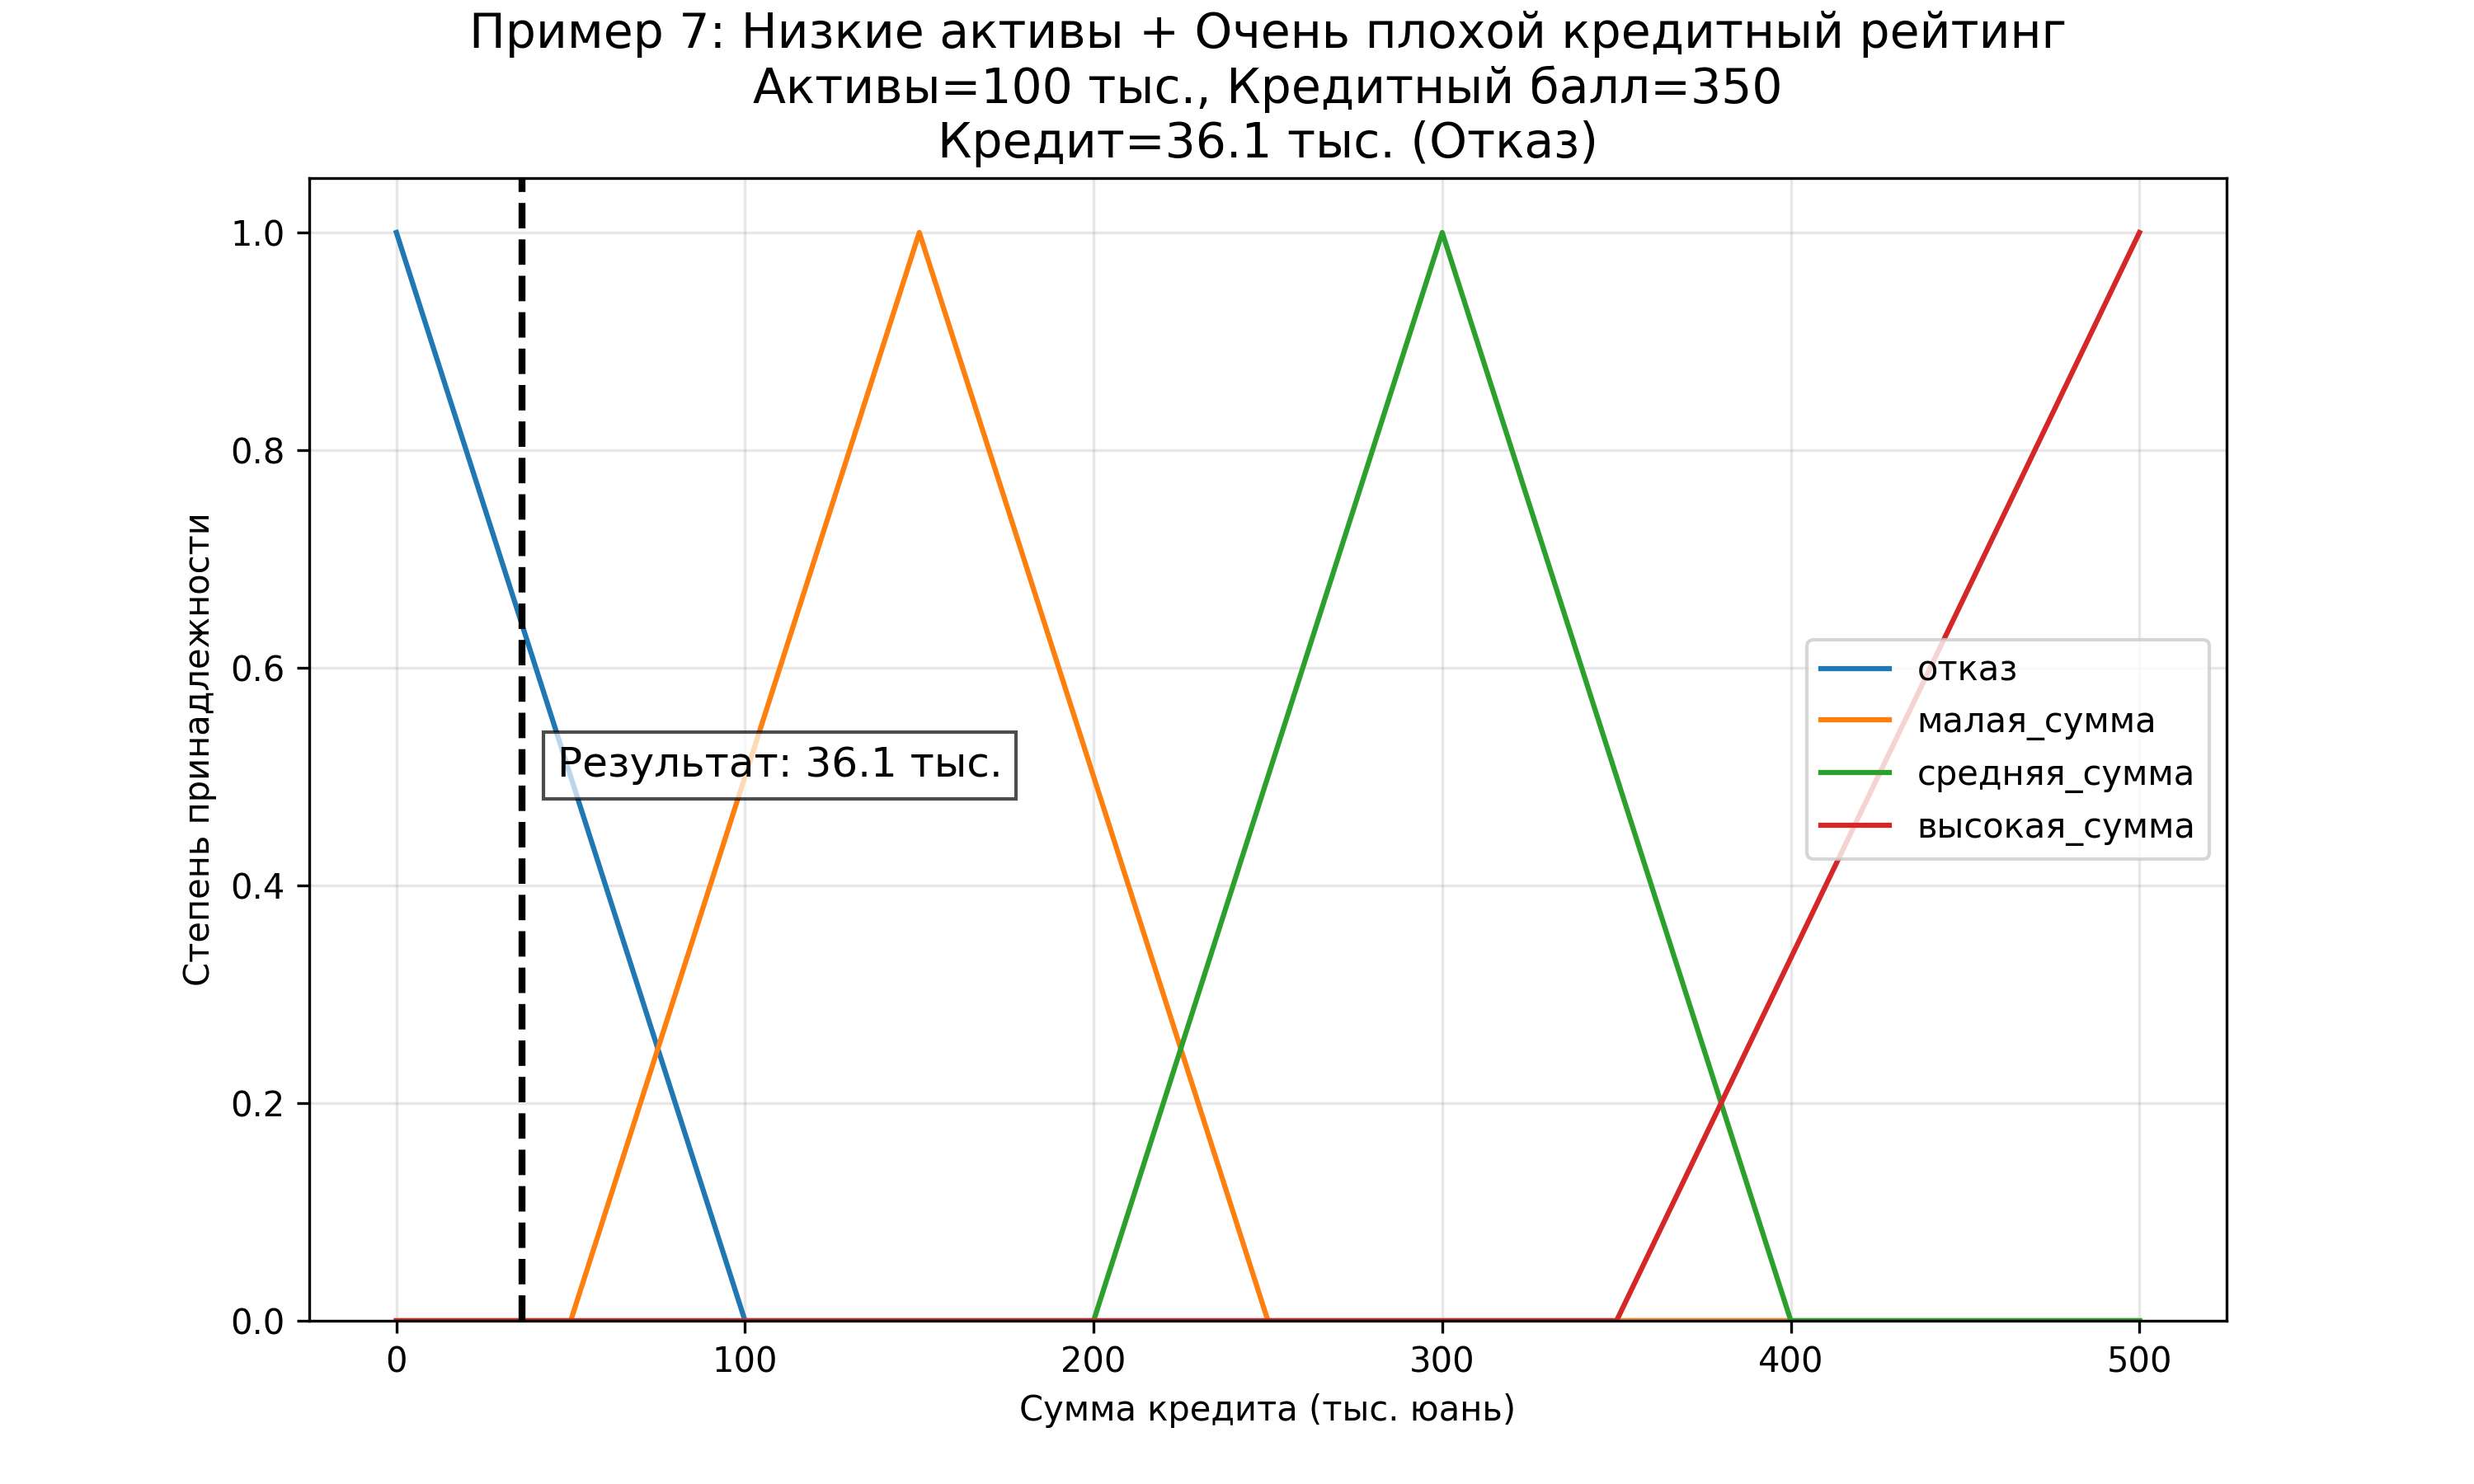 Пример 7: Низкие активы + Очень плохой кредитный рейтинг
Активы=100 тыс., Кредитный балл=350
Кредит=36.1 тыс. (Отказ)
Степень принадлежности
1.0
0.8
0.6
0.4
0.2
0.0
Результат: 36.1 тыс.
отказ
малая_сумма
средняя_сумма
высокая_сумма
0 100 200 300 400 500
Сумма кредита (тыс. юань)